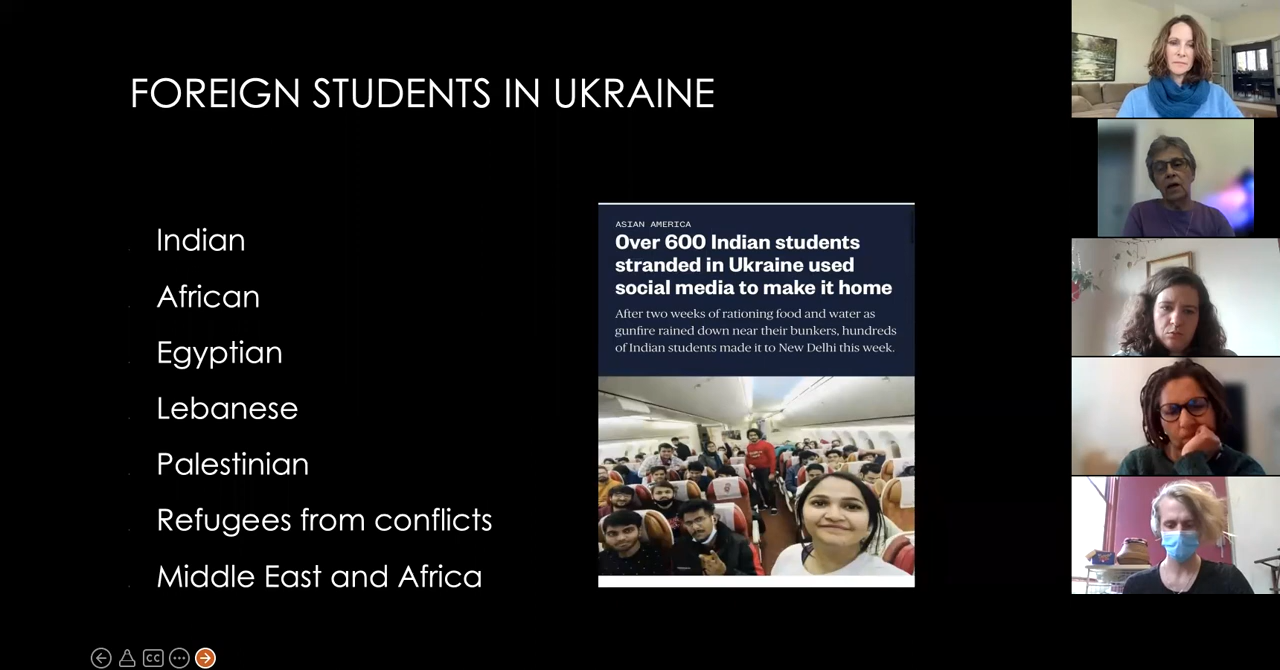 FOREIGN STUDENTS IN UKRAINE
Indian
African
Egyptian
Lebanese
Palestinian
Refugees from conflicts
Middle East and Africa
ASIAN AMERICA
Over 600 Indian students
stranded in Ukraine used
social media to make it home
After two weeks of rationing food and water as
gunfire rained down near their bunkers, hundreds
of Indian students made it to New Delhi this week.
CC